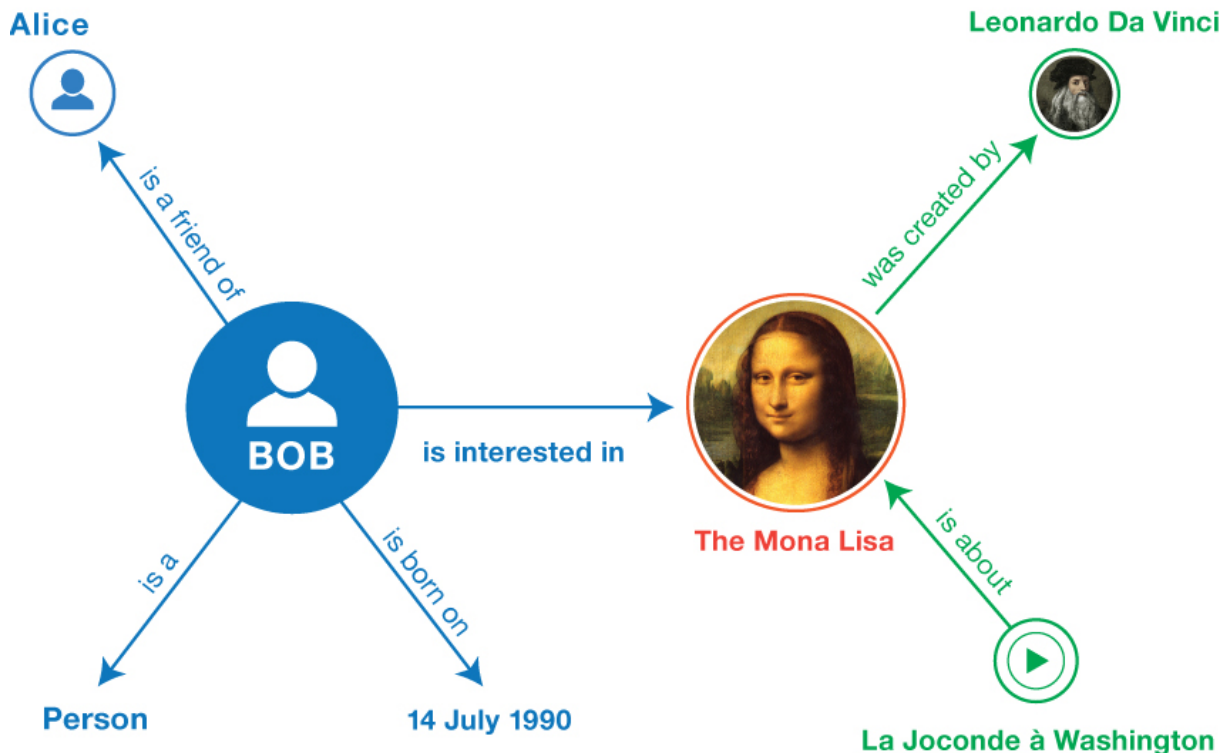 Alice
Leonardo Da Vinci
is a friend of
was created by
BOB
is interested in
The Mona Lisa
is a
is born on
is about
Person
14 July 1990
La Joconde à Washington